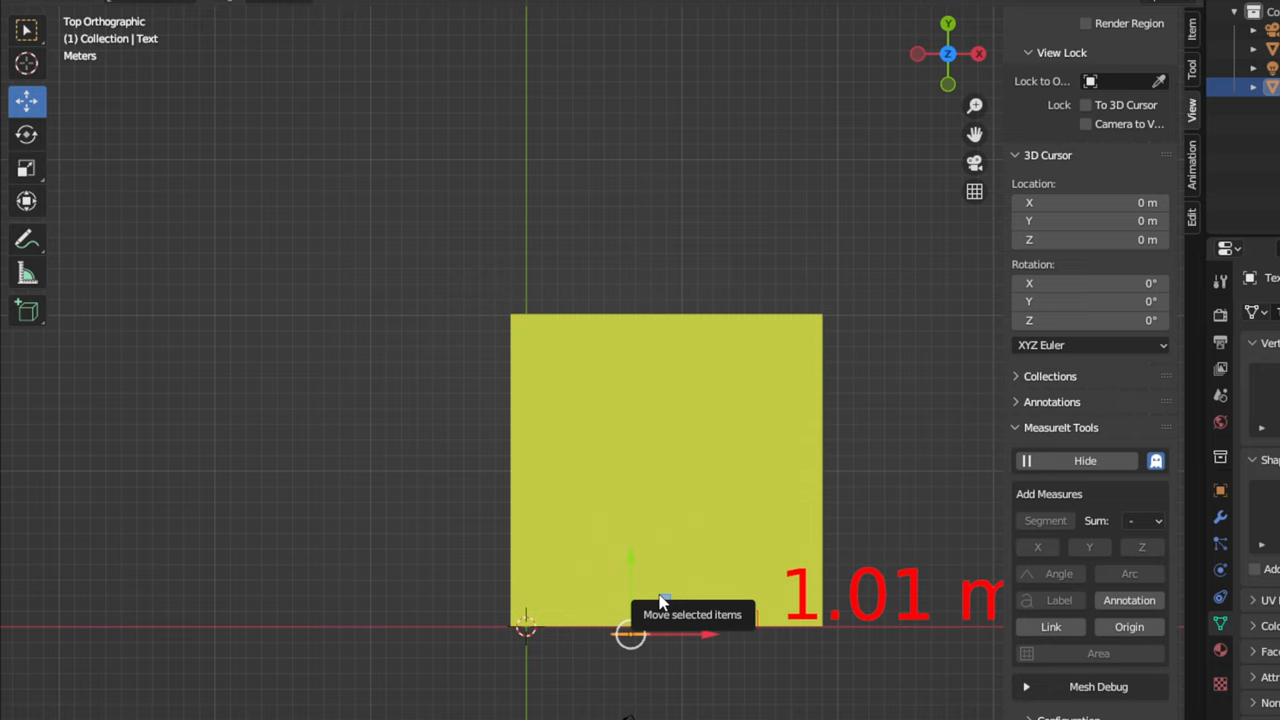 Top Orthographic
(1) Collection | Text
Meters
Y
Z
X
Render Region
View Lock
Lock to O...
Lock
To 3D Cursor
Camera to V...
3D Cursor
Location:
X 0 m
Y 0 m
Z 0 m
Rotation:
X 0°
Y 0°
Z 0°
XYZ Euler
Collections
Annotations
MeasureIt Tools
Hide
Add Measures
Segment Sum: -
X Y Z
Angle Arc
Label Annotation
Link Origin
Area
Mesh Debug
Item
Tool
View
Animation
Edit
Move selected items
1.01 m